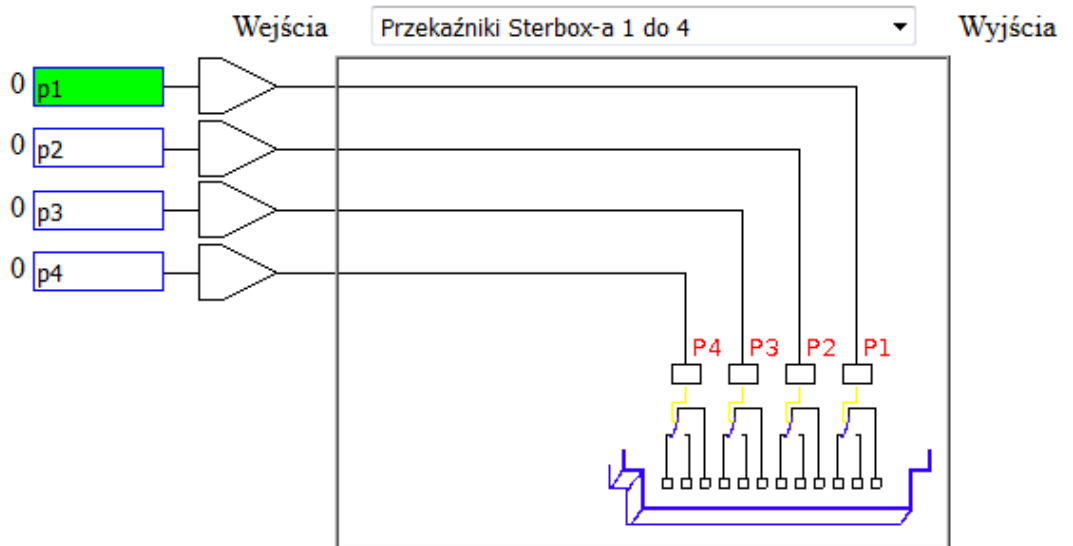 Wejścia Przekaźniki Sterbox-a 1 do 4 Wyjścia
0 p1
0 p2
0 p3
0 p4
P4 P3 P2 P1